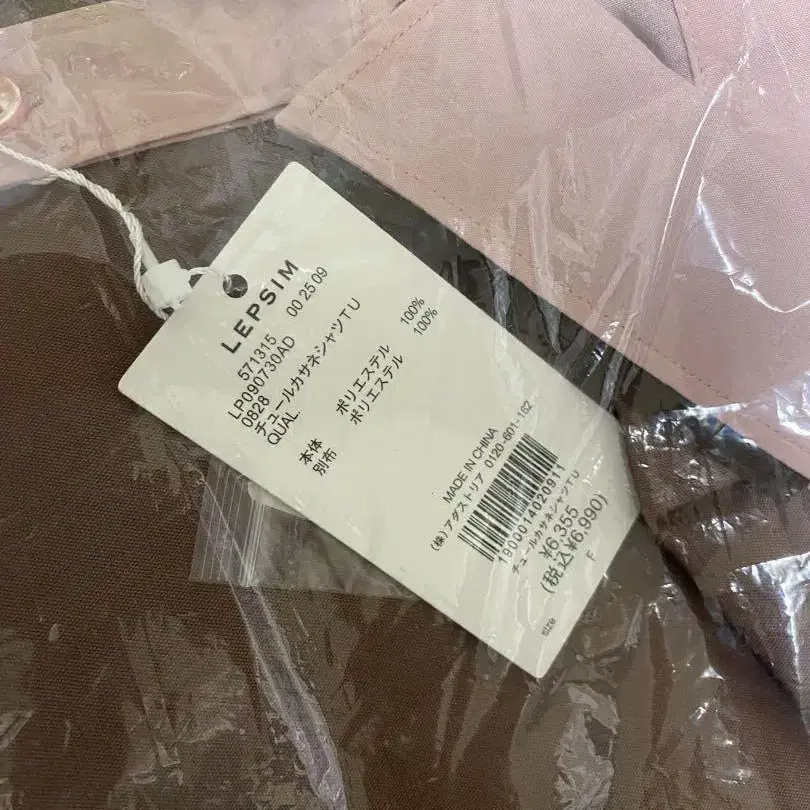 LEPSIM
571315 00 25 09
LP090730AD
0828
チュールカサネシャツTU
QUAL
本体 ポリエステル 100%
別布 ポリエステル 100%
MADE IN CHINA
(株)アダストリア 0120-601-162
1900014020911
チュールカサネシャツTU
¥6,355
(税込¥6,990)
size F